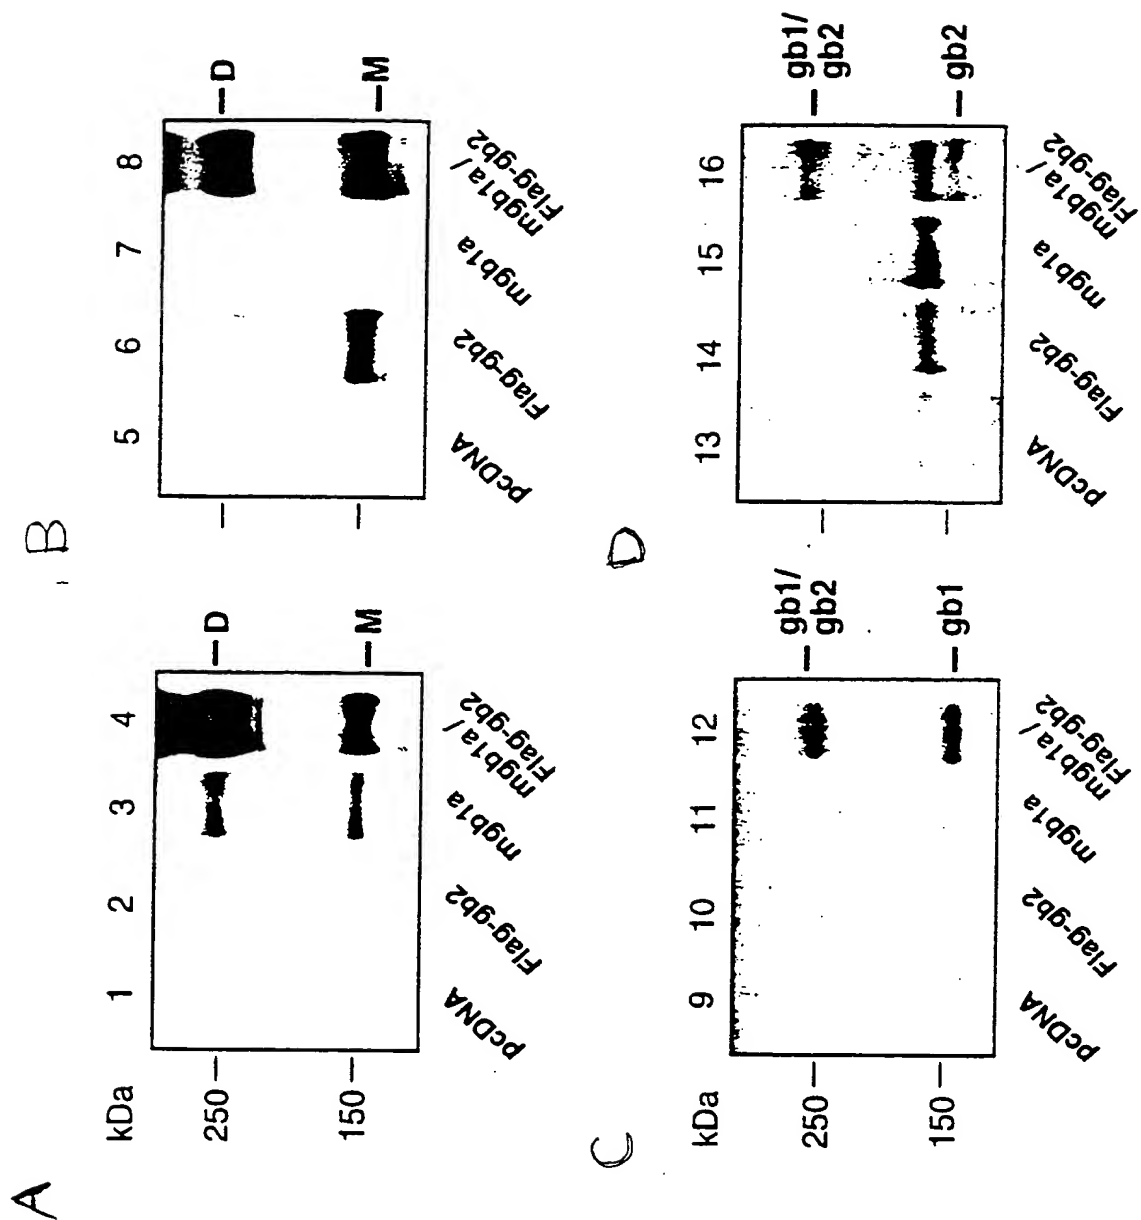 A
kDa
1 2 3 4
250
150
D
M
pcDNA
Flag-gb2
mgb1a
mgb1a/
Flag-gb2
B
5 6 7 8
D
M
pcDNA
Flag-gb2
mgb1a
mgb1a/
Flag-gb2
C
kDa
9 10 11 12
250
150
gb1/
gb2
gb1
pcDNA
Flag-gb2
mgb1a
mgb1a/
Flag-gb2
D
13 14 15 16
gb1/
gb2
gb2
pcDNA
Flag-gb2
mgb1a
mgb1a/
Flag-gb2